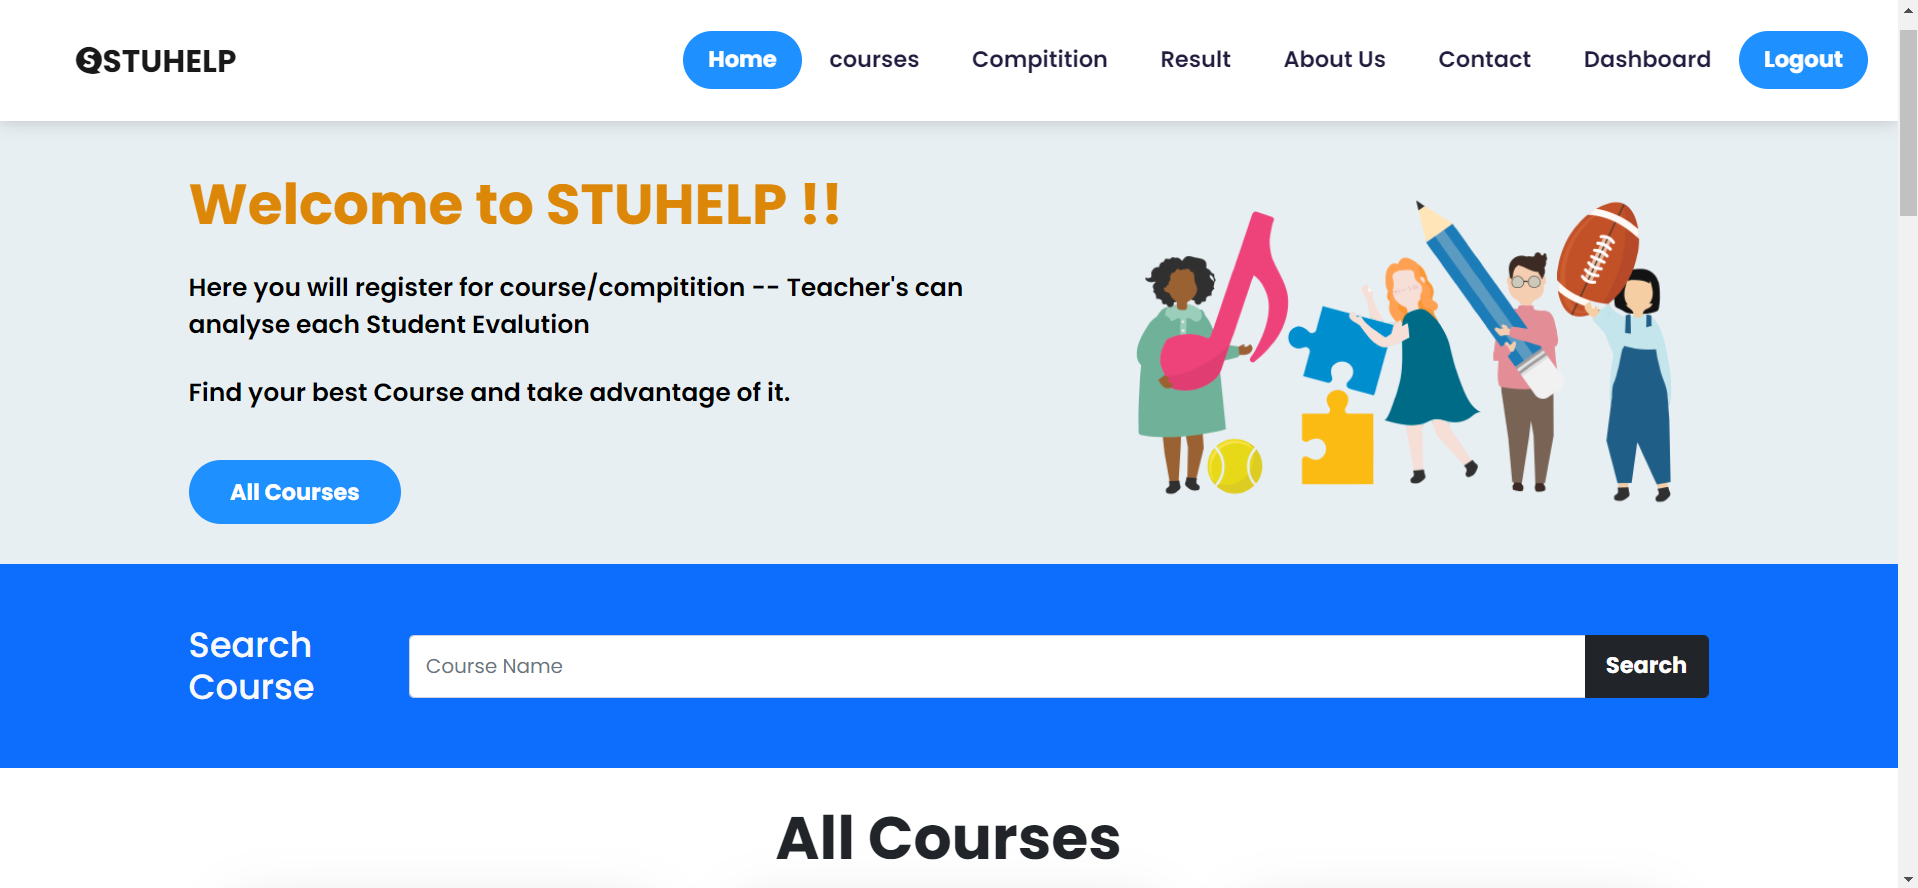 STUHELP
Home courses Compitition Result About Us Contact Dashboard Logout
Welcome to STUHELP !!
Here you will register for course/compitition -- Teacher's can
analyse each Student Evalution
Find your best Course and take advantage of it.
All Courses
Search
Course
Course Name
Search
All Courses